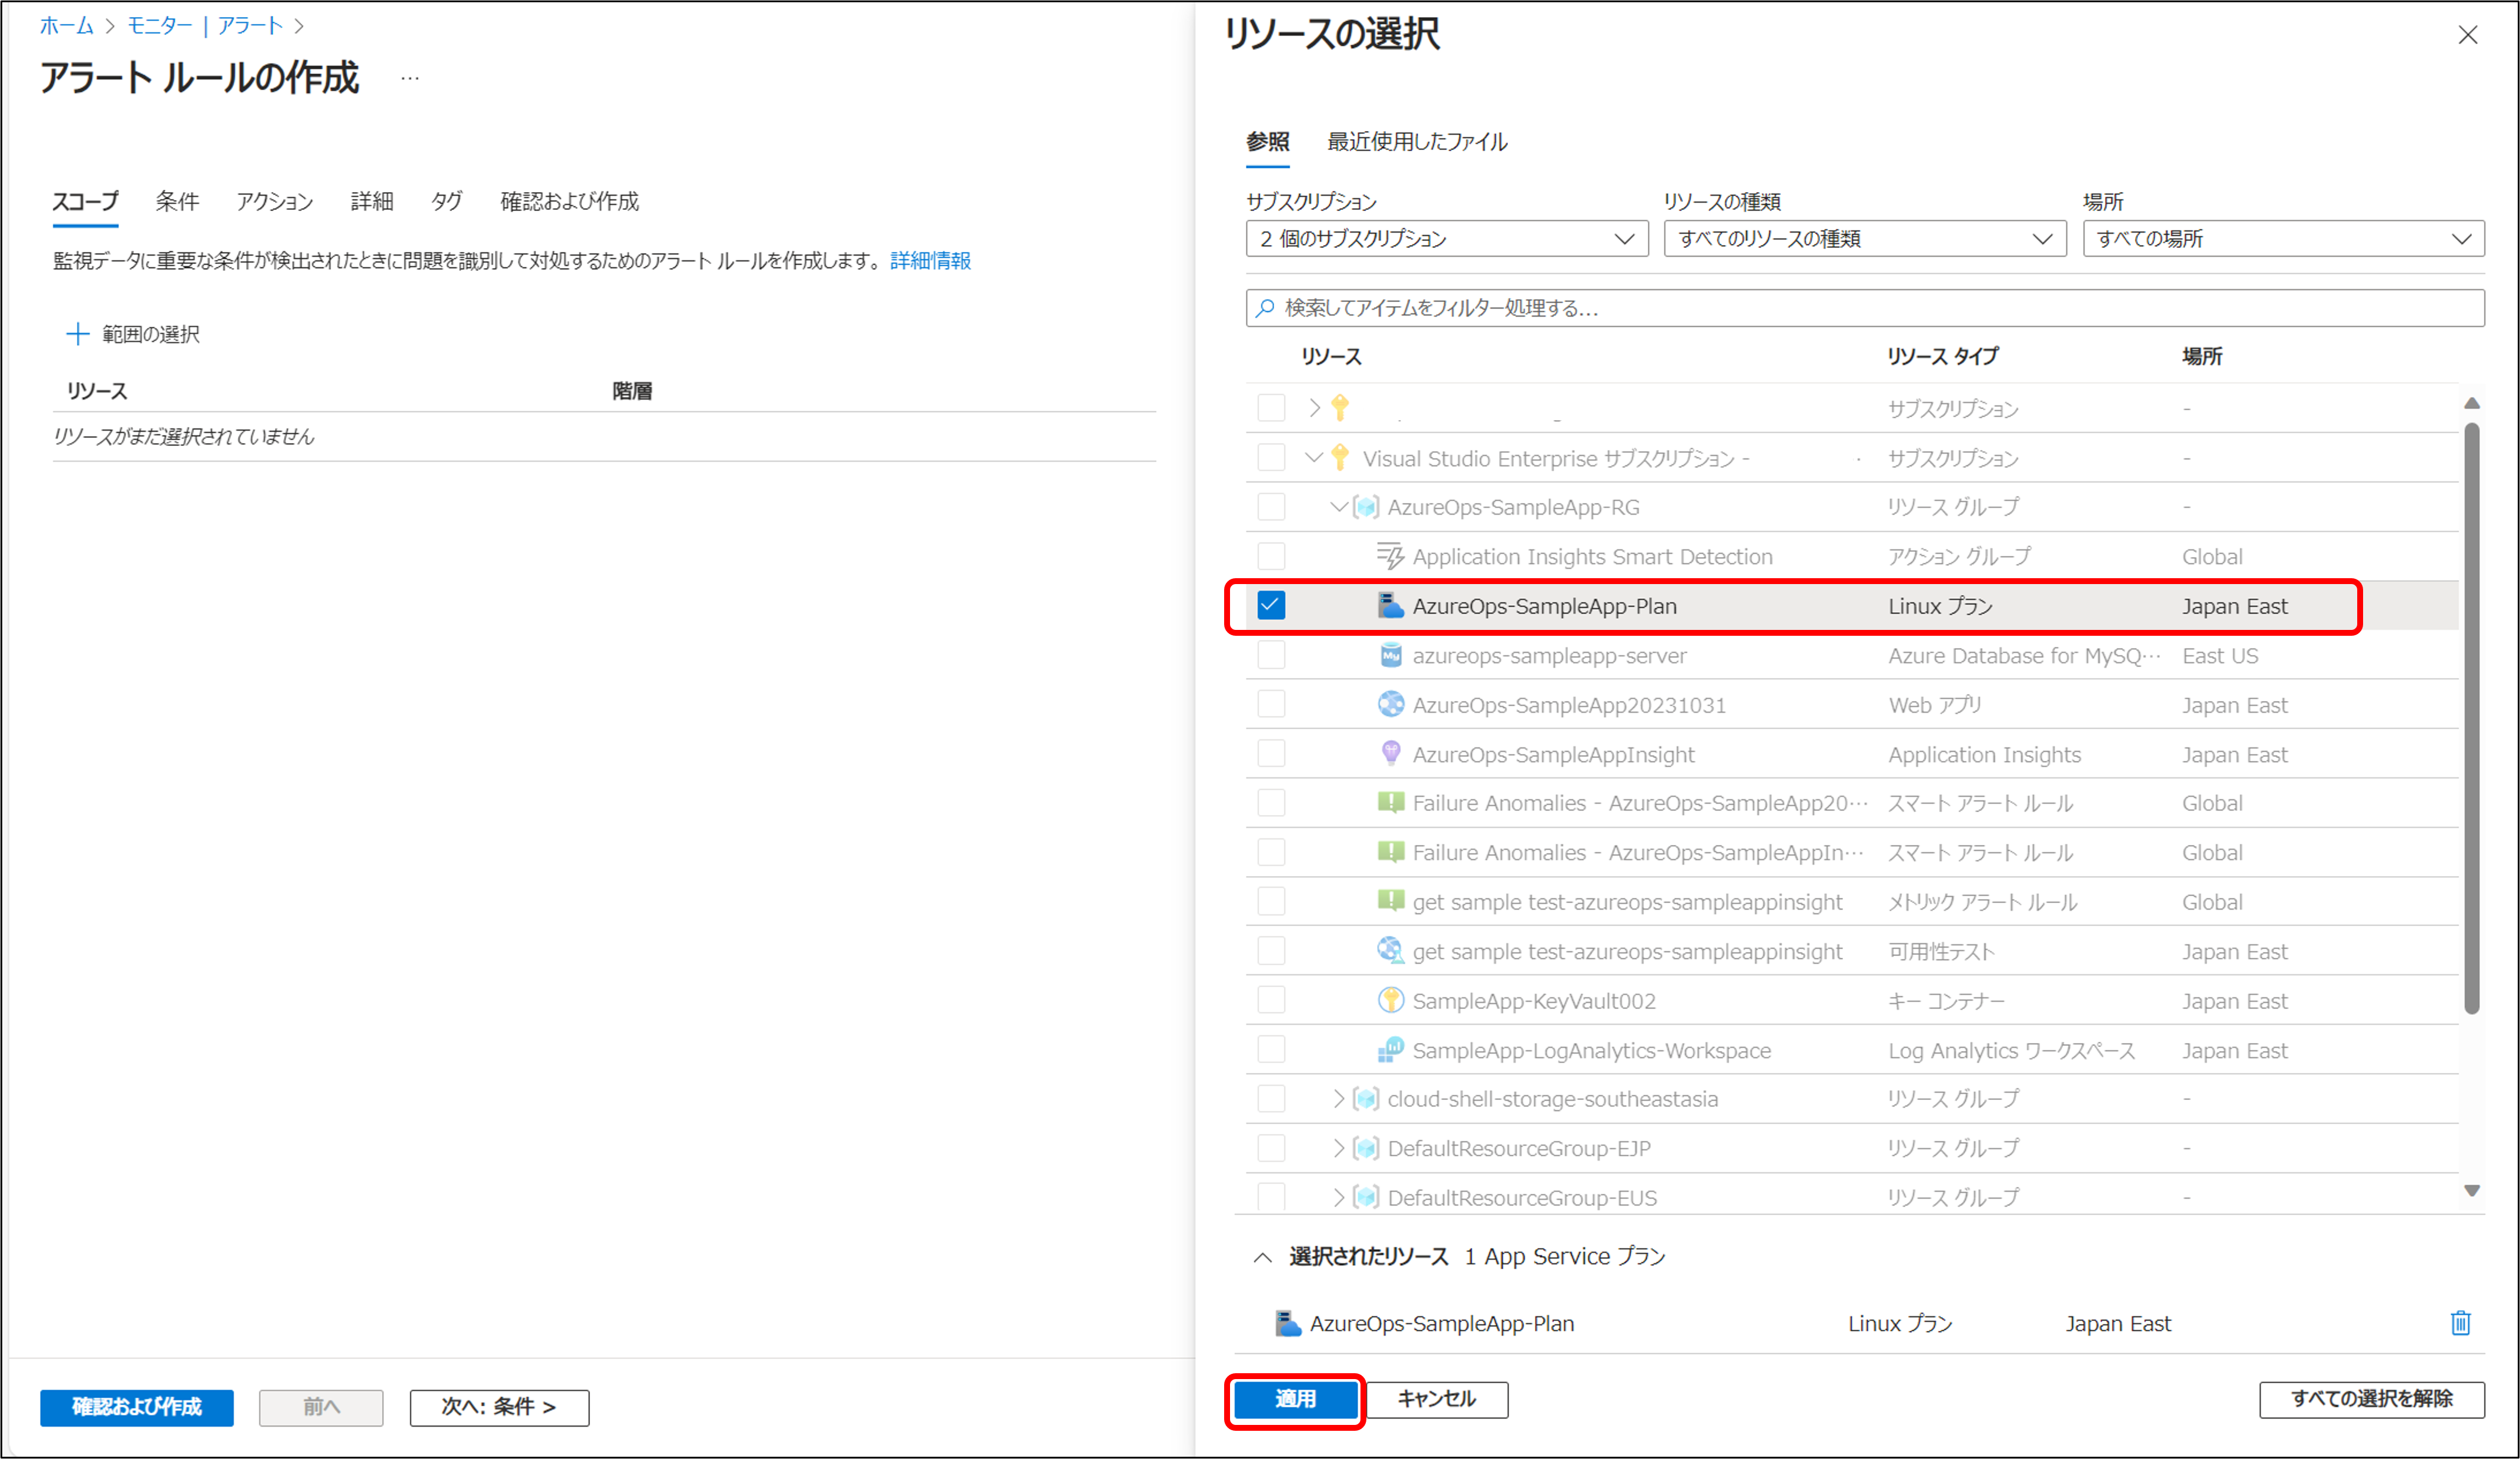 ホーム > モニター | アラート >
アラート ルールの作成 …
スコープ 条件 アクション 詳細 タグ 確認および作成
監視データに重要な条件が検出されたときに問題を識別して対処するためのアラート ルールを作成します。 詳細情報
＋ 範囲の選択
リソース 階層
リソースがまだ選択されていません
確認および作成 前へ 次へ: 条件 >
リソースの選択
参照 最近使用したファイル
サブスクリプション リソースの種類 場所
2 個のサブスクリプション すべてのリソースの種類 すべての場所
検索してアイテムをフィルター処理する...
リソース リソース タイプ 場所
サブスクリプション -
Visual Studio Enterprise サブスクリプション - サブスクリプション -
AzureOps-SampleApp-RG リソース グループ -
Application Insights Smart Detection アクション グループ Global
AzureOps-SampleApp-Plan Linux プラン Japan East
azureops-sampleapp-server Azure Database for MySQ… East US
AzureOps-SampleApp20231031 Web アプリ Japan East
AzureOps-SampleAppInsight Application Insights Japan East
Failure Anomalies - AzureOps-SampleApp20… スマート アラート ルール Global
Failure Anomalies - AzureOps-SampleAppIn… スマート アラート ルール Global
get sample test-azureops-sampleappinsight メトリック アラート ルール Global
get sample test-azureops-sampleappinsight 可用性テスト Japan East
SampleApp-KeyVault002 キー コンテナー Japan East
SampleApp-LogAnalytics-Workspace Log Analytics ワークスペース Japan East
cloud-shell-storage-southeastasia リソース グループ -
DefaultResourceGroup-EJP リソース グループ -
DefaultResourceGroup-EUS リソース グループ -
選択されたリソース 1 App Service プラン
AzureOps-SampleApp-Plan Linux プラン Japan East
適用 キャンセル すべての選択を解除